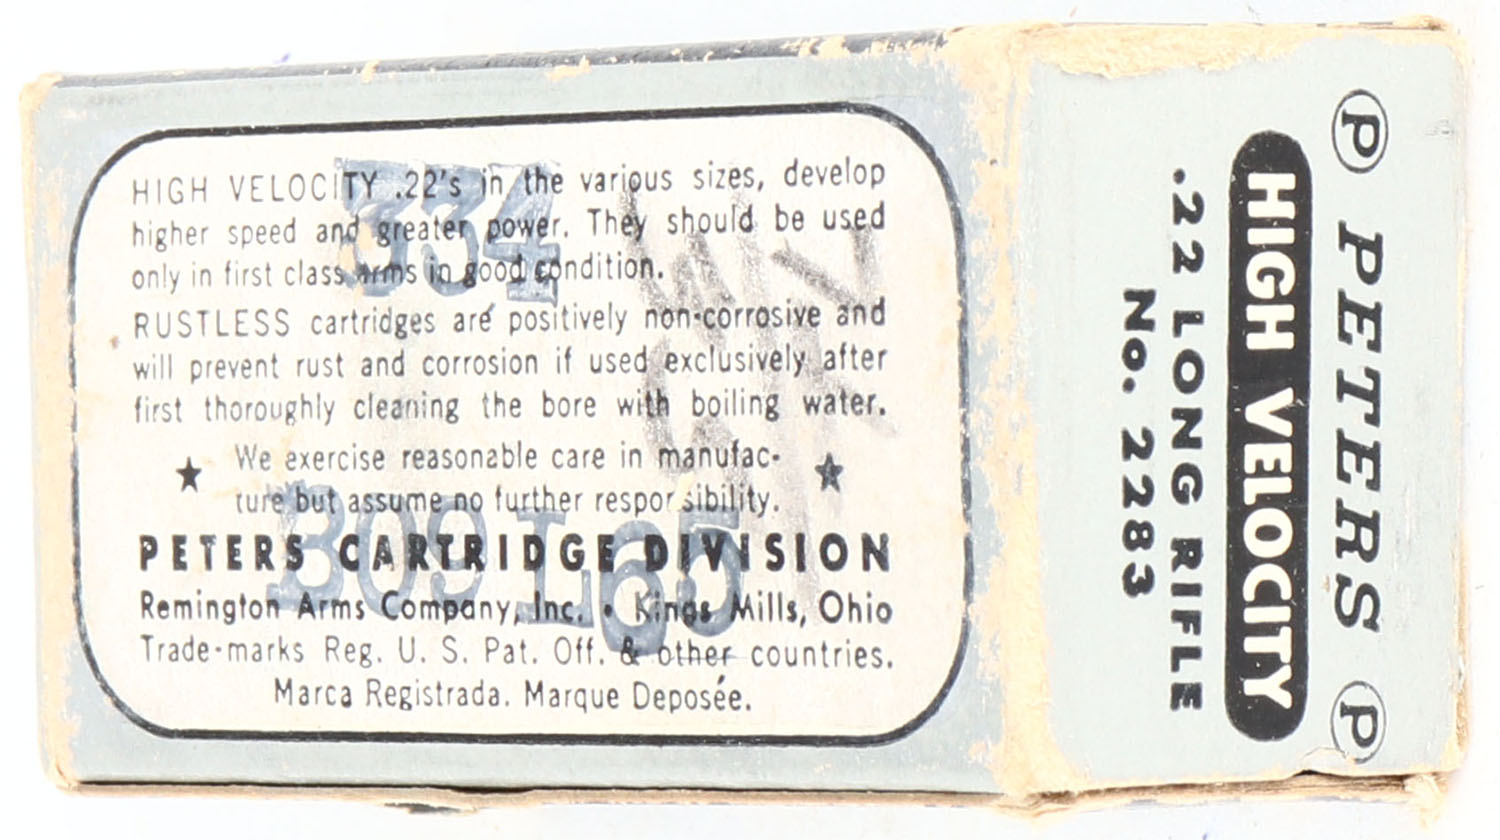 HIGH VELOCITY .22's in the various sizes, develop
higher speed and greater power. They should be used
only in first class arms in good condition.
RUSTLESS cartridges are positively non-corrosive and
will prevent rust and corrosion if used exclusively after
first thoroughly cleaning the bore with boiling water.
We exercise reasonable care in manufac-
ture but assume no further responsibility.
PETERS CARTRIDGE DIVISION
Remington Arms Company, Inc. • Kings Mills, Ohio
Trade-marks Reg. U. S. Pat. Off. & other countries.
Marca Registrada. Marque Deposée.
334
B09L65
P PETERS P
HIGH VELOCITY
.22 LONG RIFLE
No. 2283